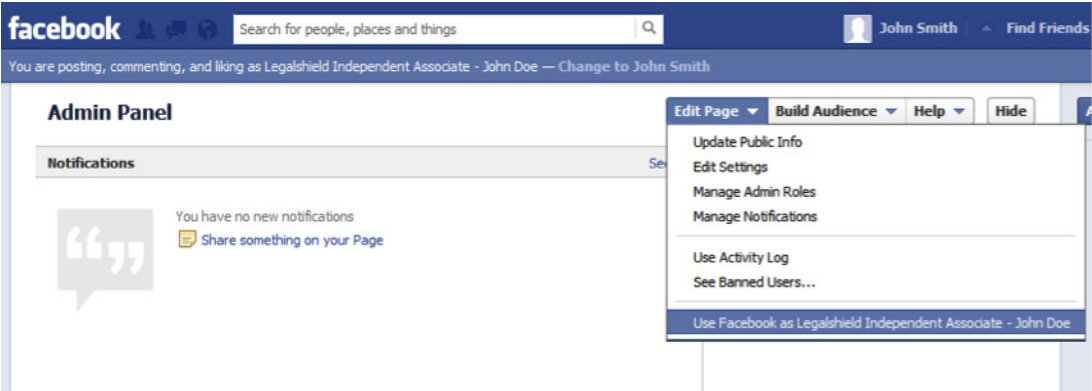 facebook
Search for people, places and things
John Smith
Find Friends
You are posting, commenting, and liking as Legalshield Independent Associate - John Doe — Change to John Smith
Admin Panel
Edit Page
Build Audience
Help
Hide
Notifications
You have no new notifications
Share something on your Page
Update Public Info
Edit Settings
Manage Admin Roles
Manage Notifications
Use Activity Log
See Banned Users...
Use Facebook as Legalshield Independent Associate - John Doe